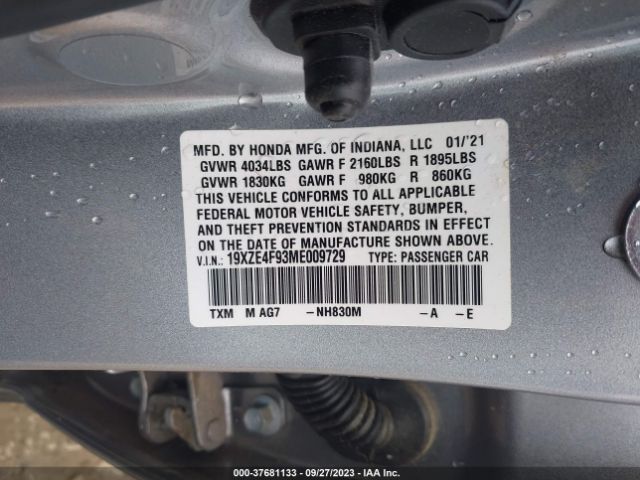 MFD. BY HONDA MFG. OF INDIANA, LLC 01/'21
GVWR 4034LBS GAWR F 2160LBS R 1895LBS
GVWR 1830KG GAWR F 980KG R 860KG
THIS VEHICLE CONFORMS TO ALL APPLICABLE
FEDERAL MOTOR VEHICLE SAFETY, BUMPER,
AND THEFT PREVENTION STANDARDS IN EFFECT
ON THE DATE OF MANUFACTURE SHOWN ABOVE.
V.I.N.: 19XZE4F93ME009729 TYPE: PASSENGER CAR
TXM M AG7 -NH830M -A -E
000-37681133 - 09/27/2023 - IAA Inc.